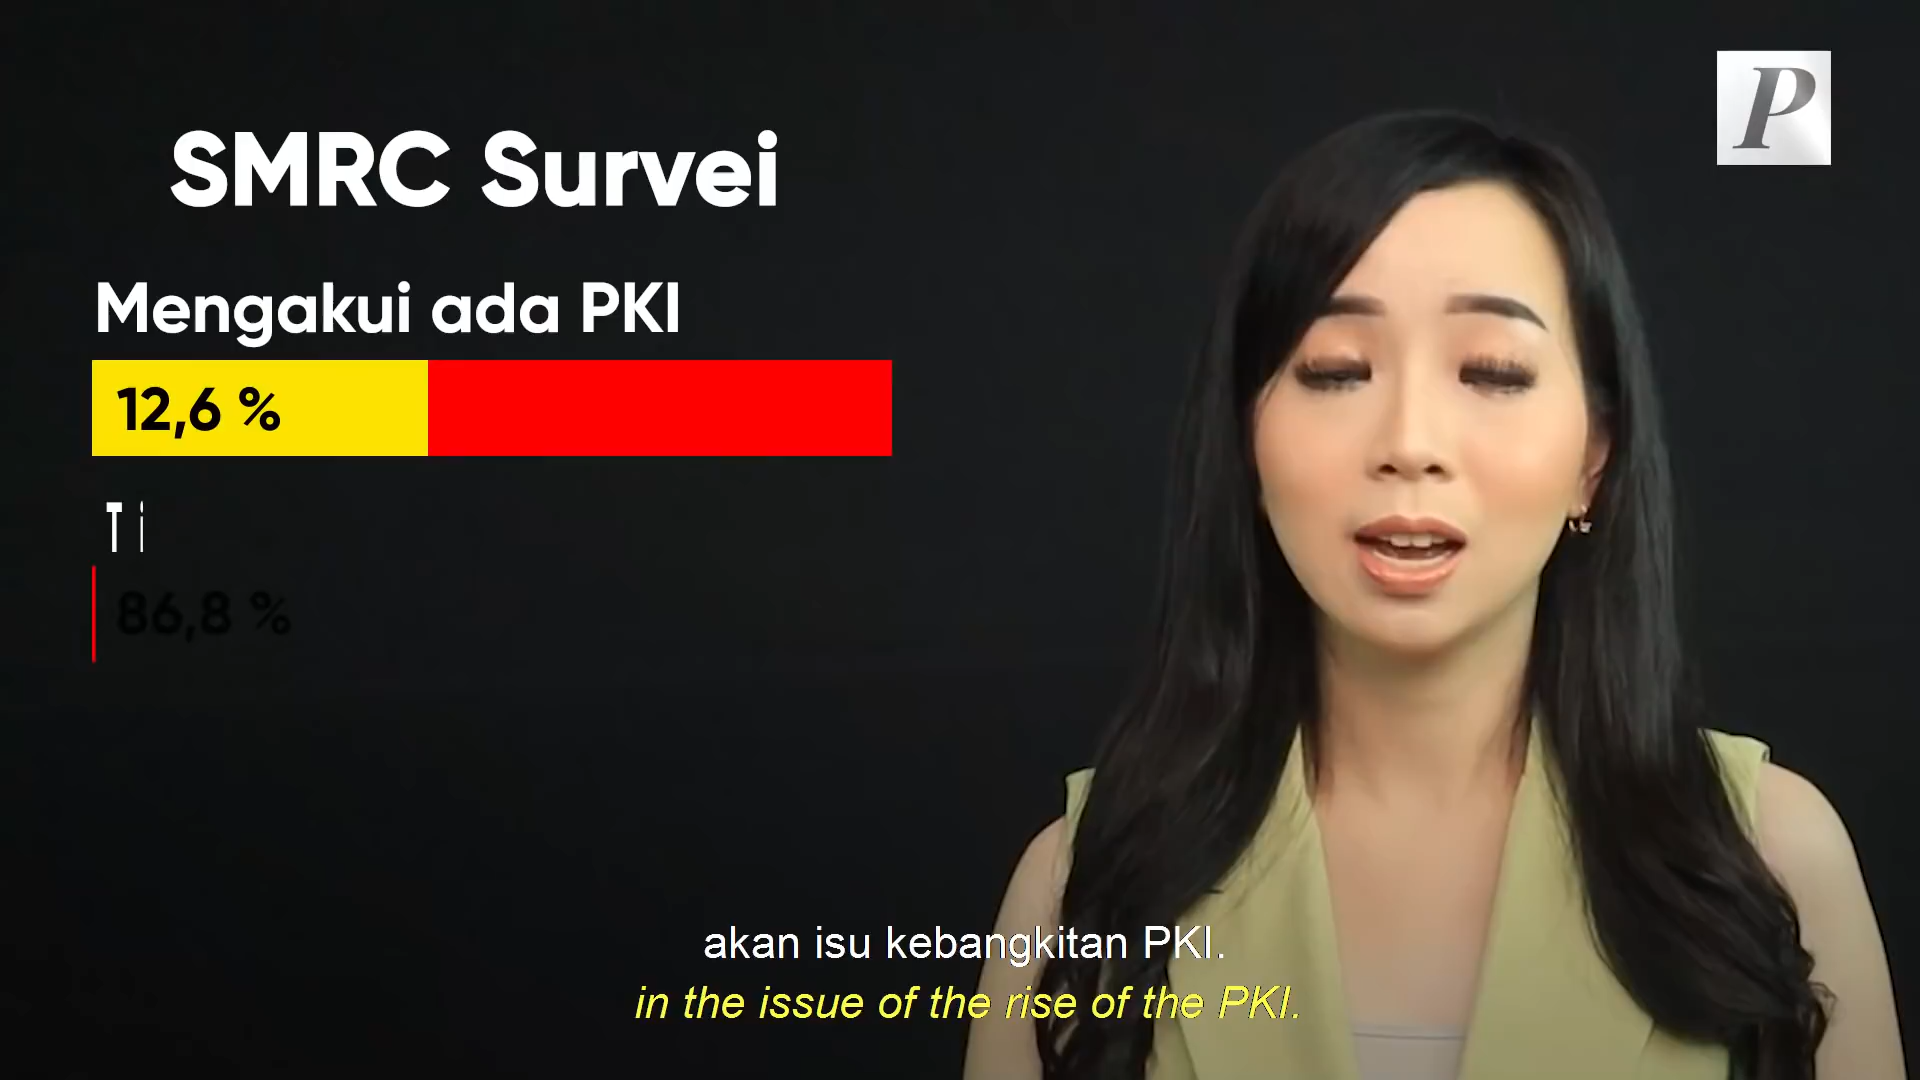 SMRC Survei
P
Mengakui ada PKI
12,6 %
Ti
86,8 %
akan isu kebangkitan PKI.
in the issue of the rise of the PKI.